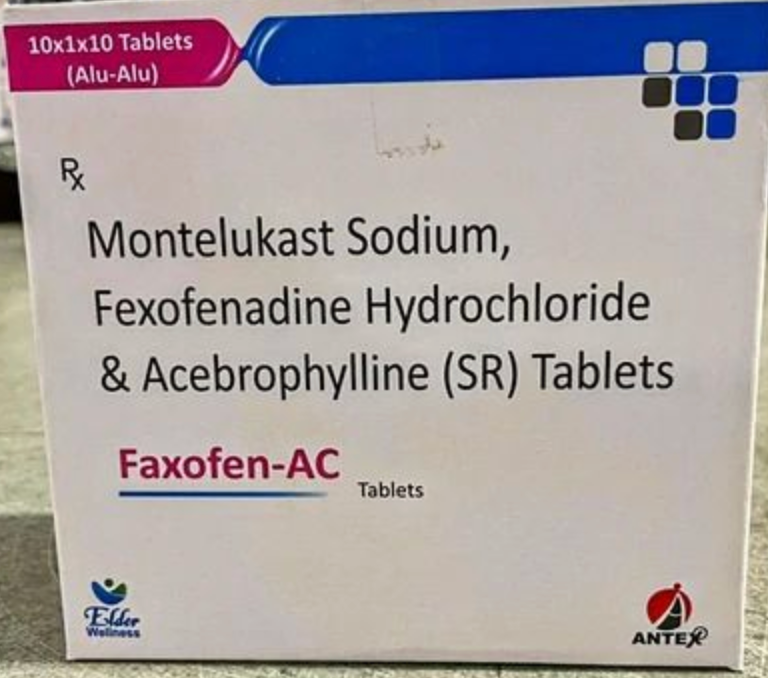 10x1x10 Tablets
(Alu-Alu)
Rx
Montelukast Sodium,
Fexofenadine Hydrochloride
& Acebrophylline (SR) Tablets
Faxofen-AC
Tablets
Elder
Wellness
ANTEX